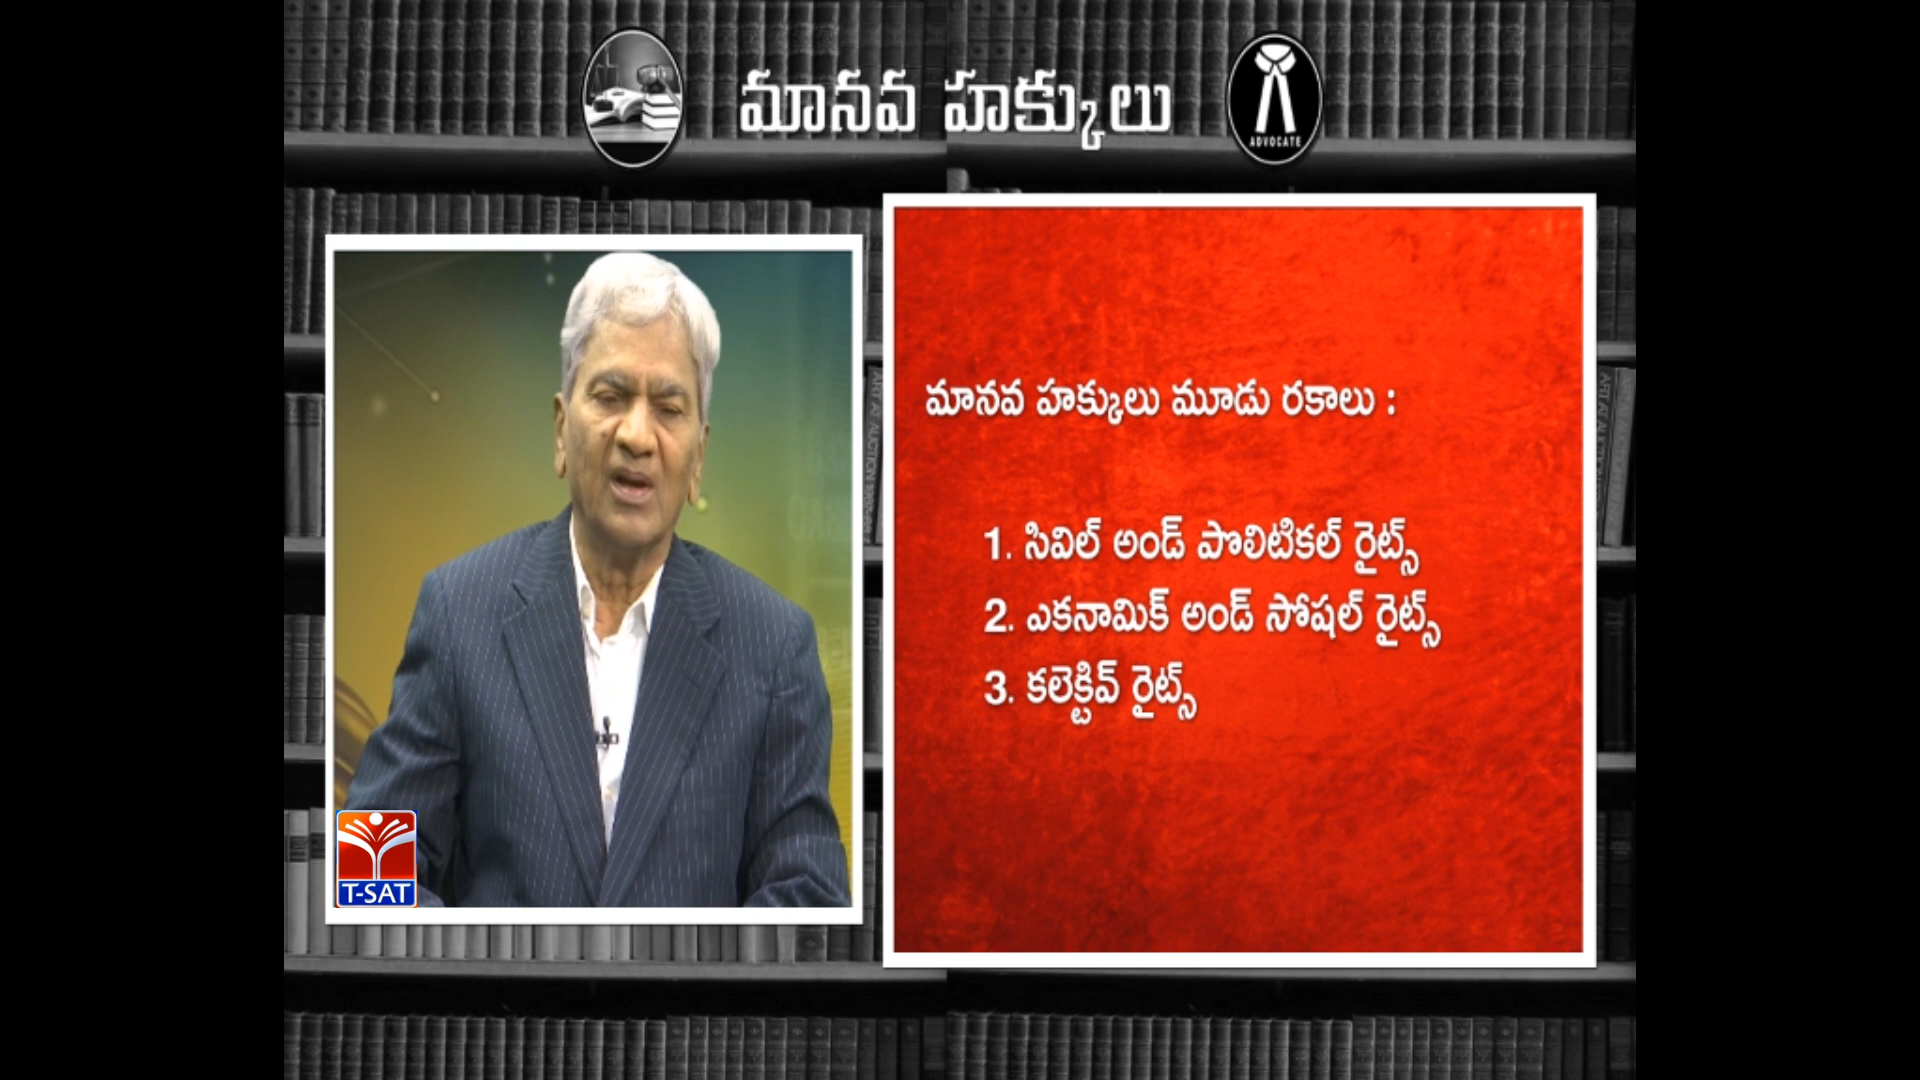 మానవ హక్కులు
ADVOCATE
మానవ హక్కులు మూడు రకాలు :
1. సివిల్ అండ్ పొలిటికల్ రైట్స్
2. ఎకనామిక్ అండ్ సోషల్ రైట్స్
3. కలెక్టివ్ రైట్స్
T-SAT